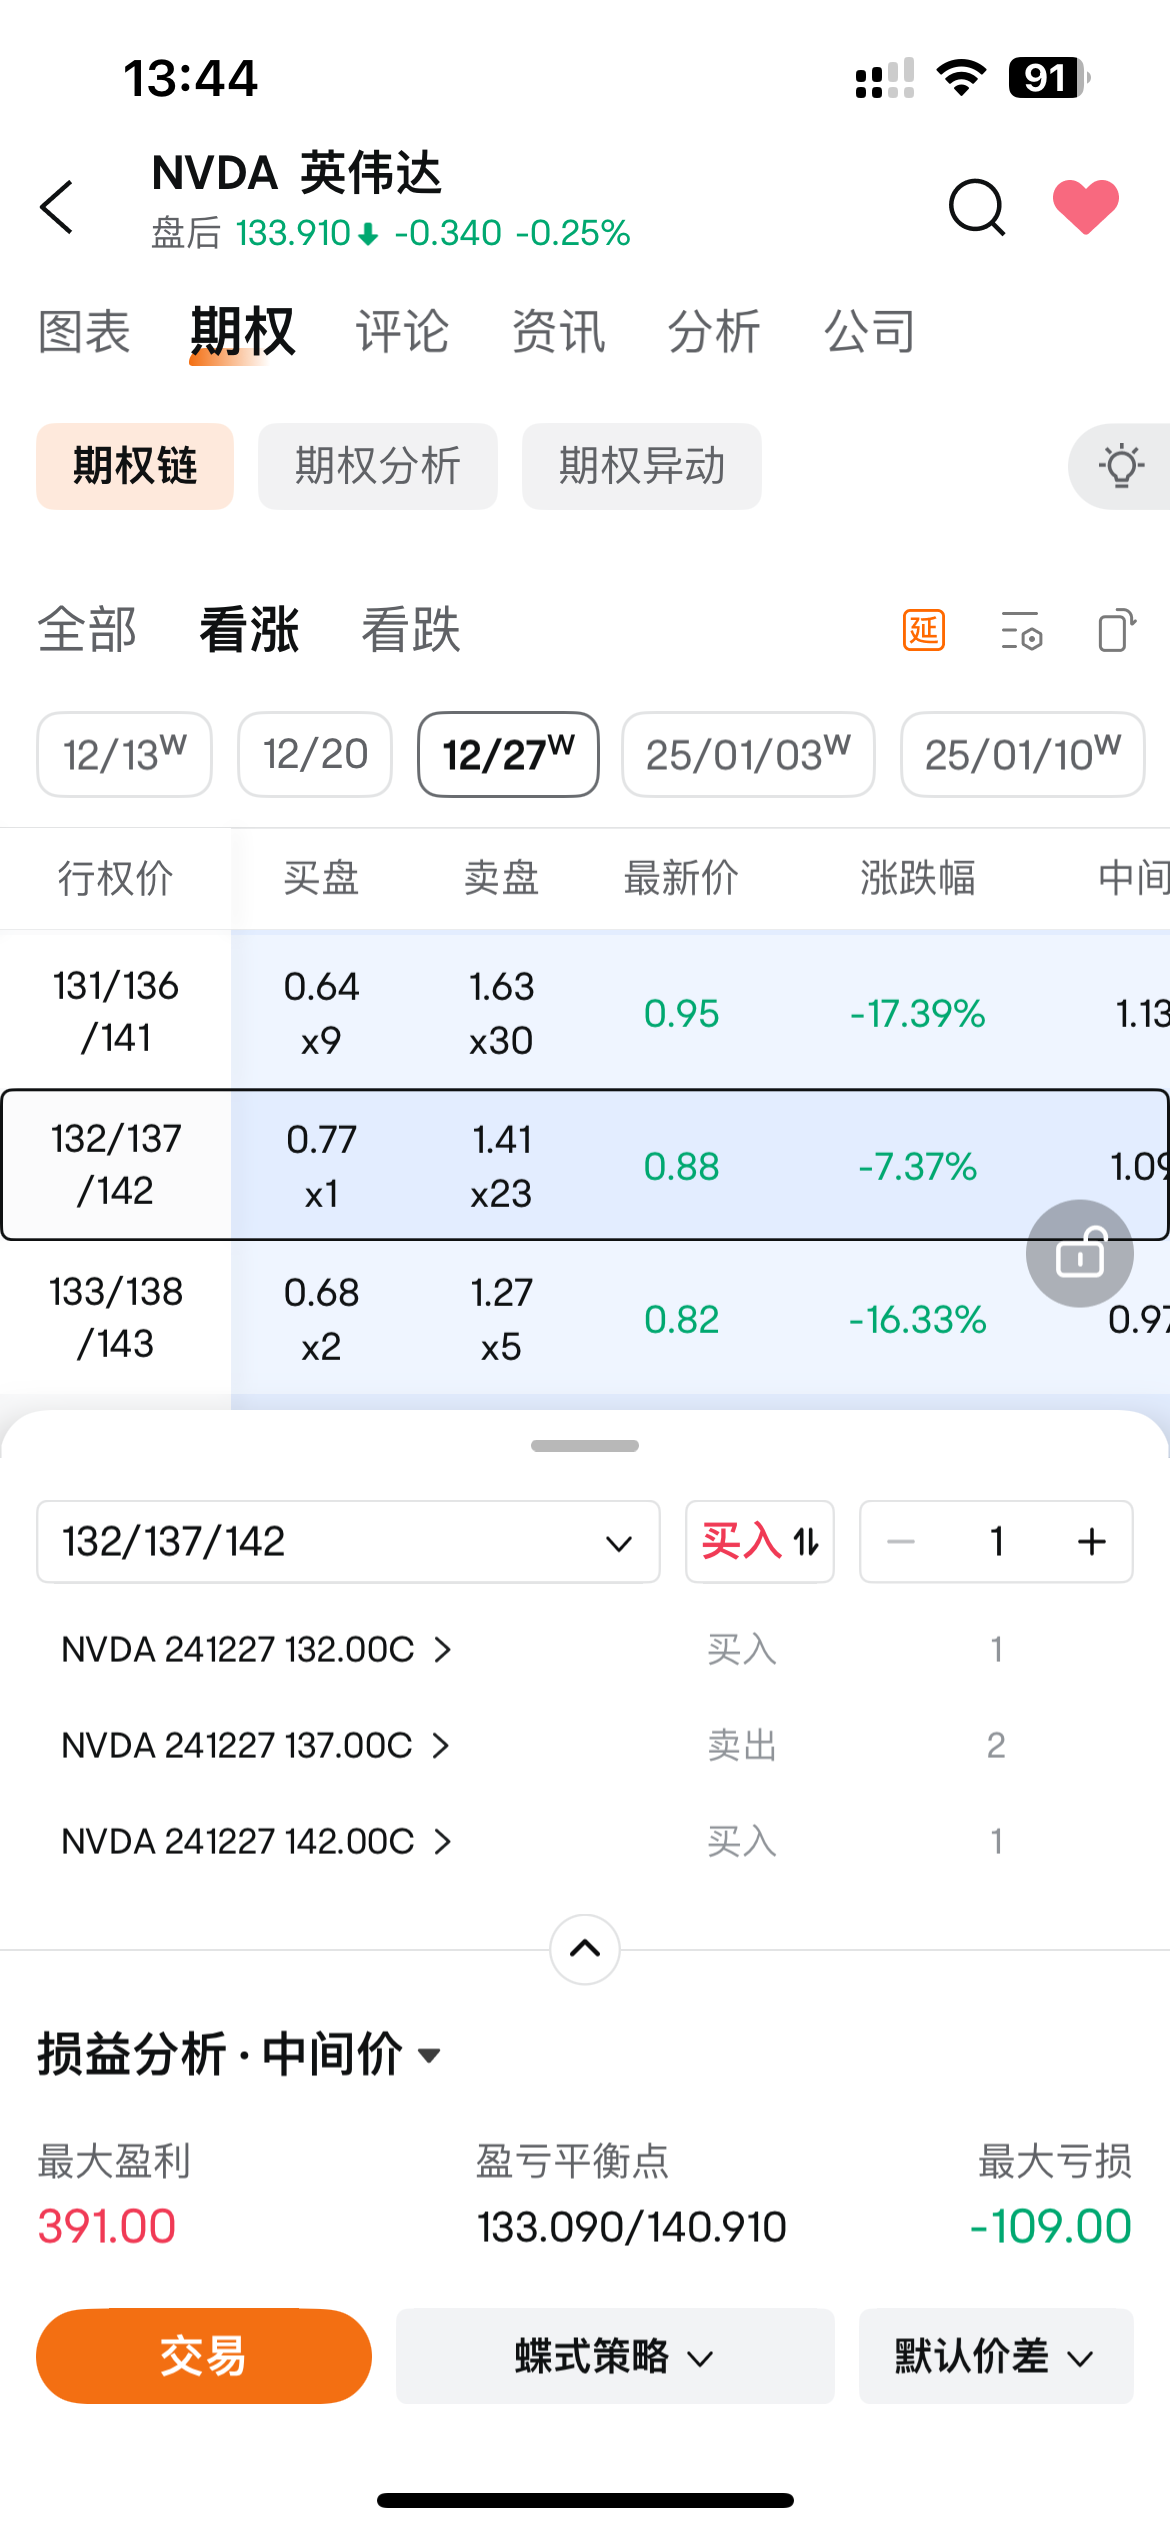 13:44 91
NVDA 英伟达
盘后 133.910 -0.340 -0.25%
图表 期权 评论 资讯 分析 公司
期权链 期权分析 期权异动
全部 看涨 看跌 延
12/13W 12/20 12/27W 25/01/03W 25/01/10W
行权价 买盘 卖盘 最新价 涨跌幅 中间
131/136 /141 0.64 x9 1.63 x30 0.95 -17.39% 1.13
132/137 /142 0.77 x1 1.41 x23 0.88 -7.37% 1.09
133/138 /143 0.68 x2 1.27 x5 0.82 -16.33% 0.97
132/137/142 买入 1
NVDA 241227 132.00C 买入 1
NVDA 241227 137.00C 卖出 2
NVDA 241227 142.00C 买入 1
损益分析 · 中间价
最大盈利 盈亏平衡点 最大亏损
391.00 133.090/140.910 -109.00
交易 蝶式策略 默认价差